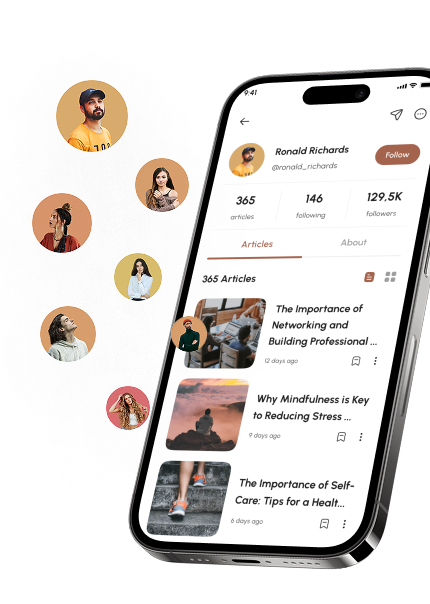 9:41
Ronald Richards
@ronald_richards
Follow
365
articles
146
following
129.5K
followers
Articles
About
365 Articles
The Importance of
Networking and
Building Professional ...
12 days ago
Why Mindfulness is Key
to Reducing Stress ...
9 days ago
The Importance of Self-
Care: Tips for a Healt...
6 days ago